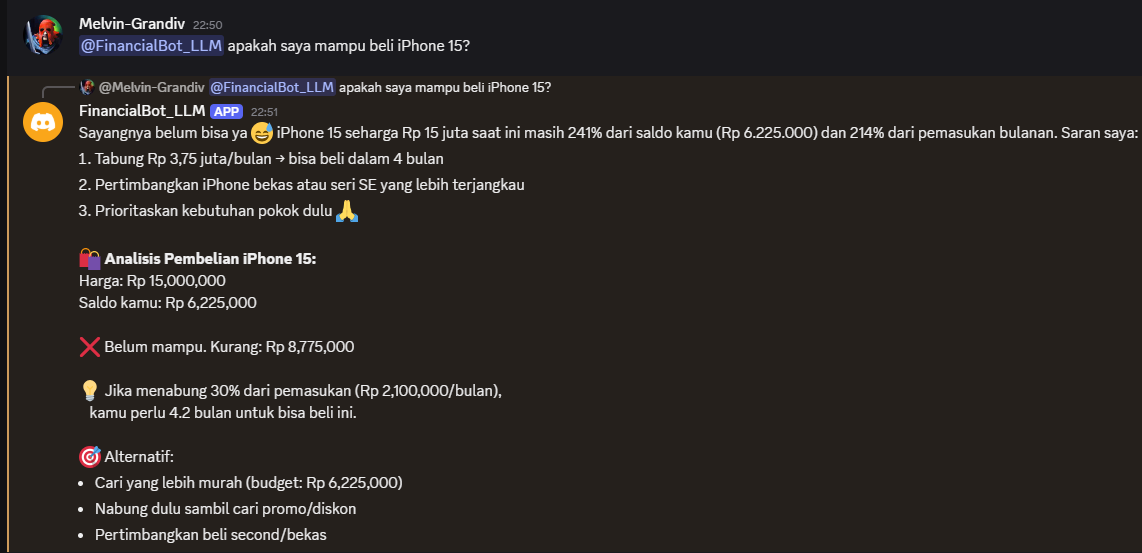 Melvin-Grandiv 22:50
@FinancialBot_LLM apakah saya mampu beli iPhone 15?
@Melvin-Grandiv @FinancialBot_LLM apakah saya mampu beli iPhone 15?
FinancialBot_LLM APP 22:51
Sayangnya belum bisa ya 😅 iPhone 15 seharga Rp 15 juta saat ini masih 241% dari saldo kamu (Rp 6.225.000) dan 214% dari pemasukan bulanan. Saran saya:
1. Tabung Rp 3,75 juta/bulan → bisa beli dalam 4 bulan
2. Pertimbangkan iPhone bekas atau seri SE yang lebih terjangkau
3. Prioritaskan kebutuhan pokok dulu 🙏
🛍️ Analisis Pembelian iPhone 15:
Harga: Rp 15,000,000
Saldo kamu: Rp 6,225,000
❌ Belum mampu. Kurang: Rp 8,775,000
💡 Jika menabung 30% dari pemasukan (Rp 2,100,000/bulan),
kamu perlu 4.2 bulan untuk bisa beli ini.
🎯 Alternatif:
• Cari yang lebih murah (budget: Rp 6,225,000)
• Nabung dulu sambil cari promo/diskon
• Pertimbangkan beli second/bekas